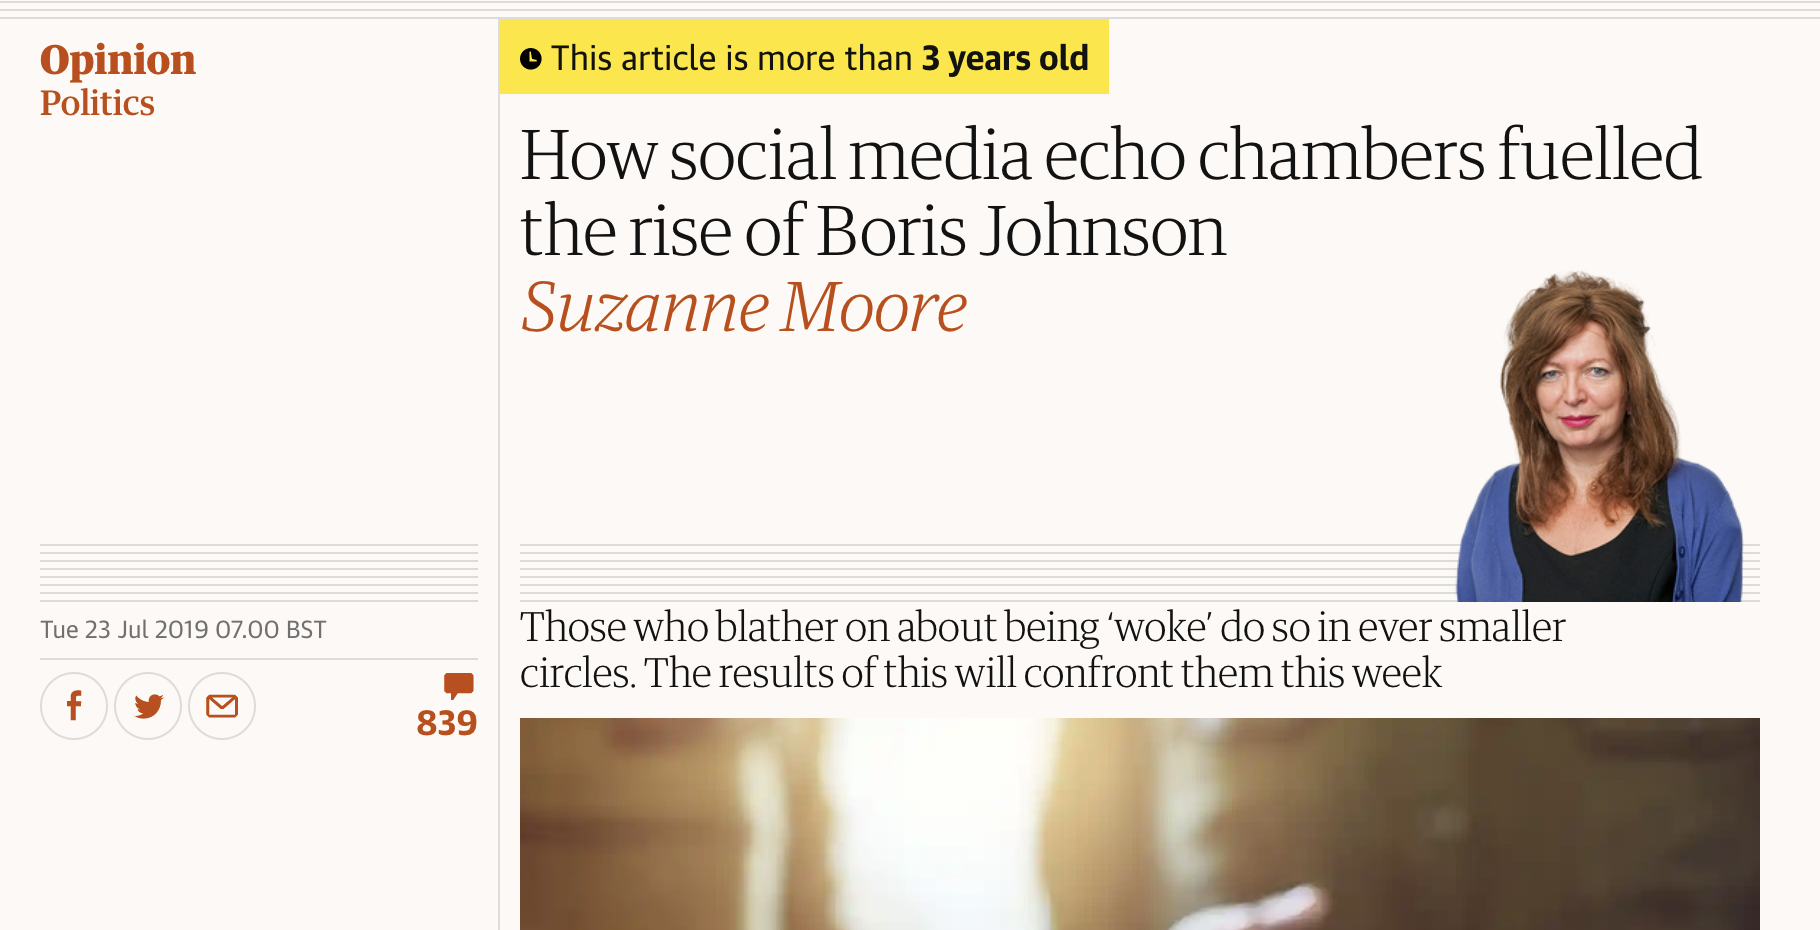 Opinion
Politics
This article is more than 3 years old
How social media echo chambers fuelled
the rise of Boris Johnson
Suzanne Moore
Tue 23 Jul 2019 07.00 BST
839
Those who blather on about being ‘woke’ do so in ever smaller
circles. The results of this will confront them this week